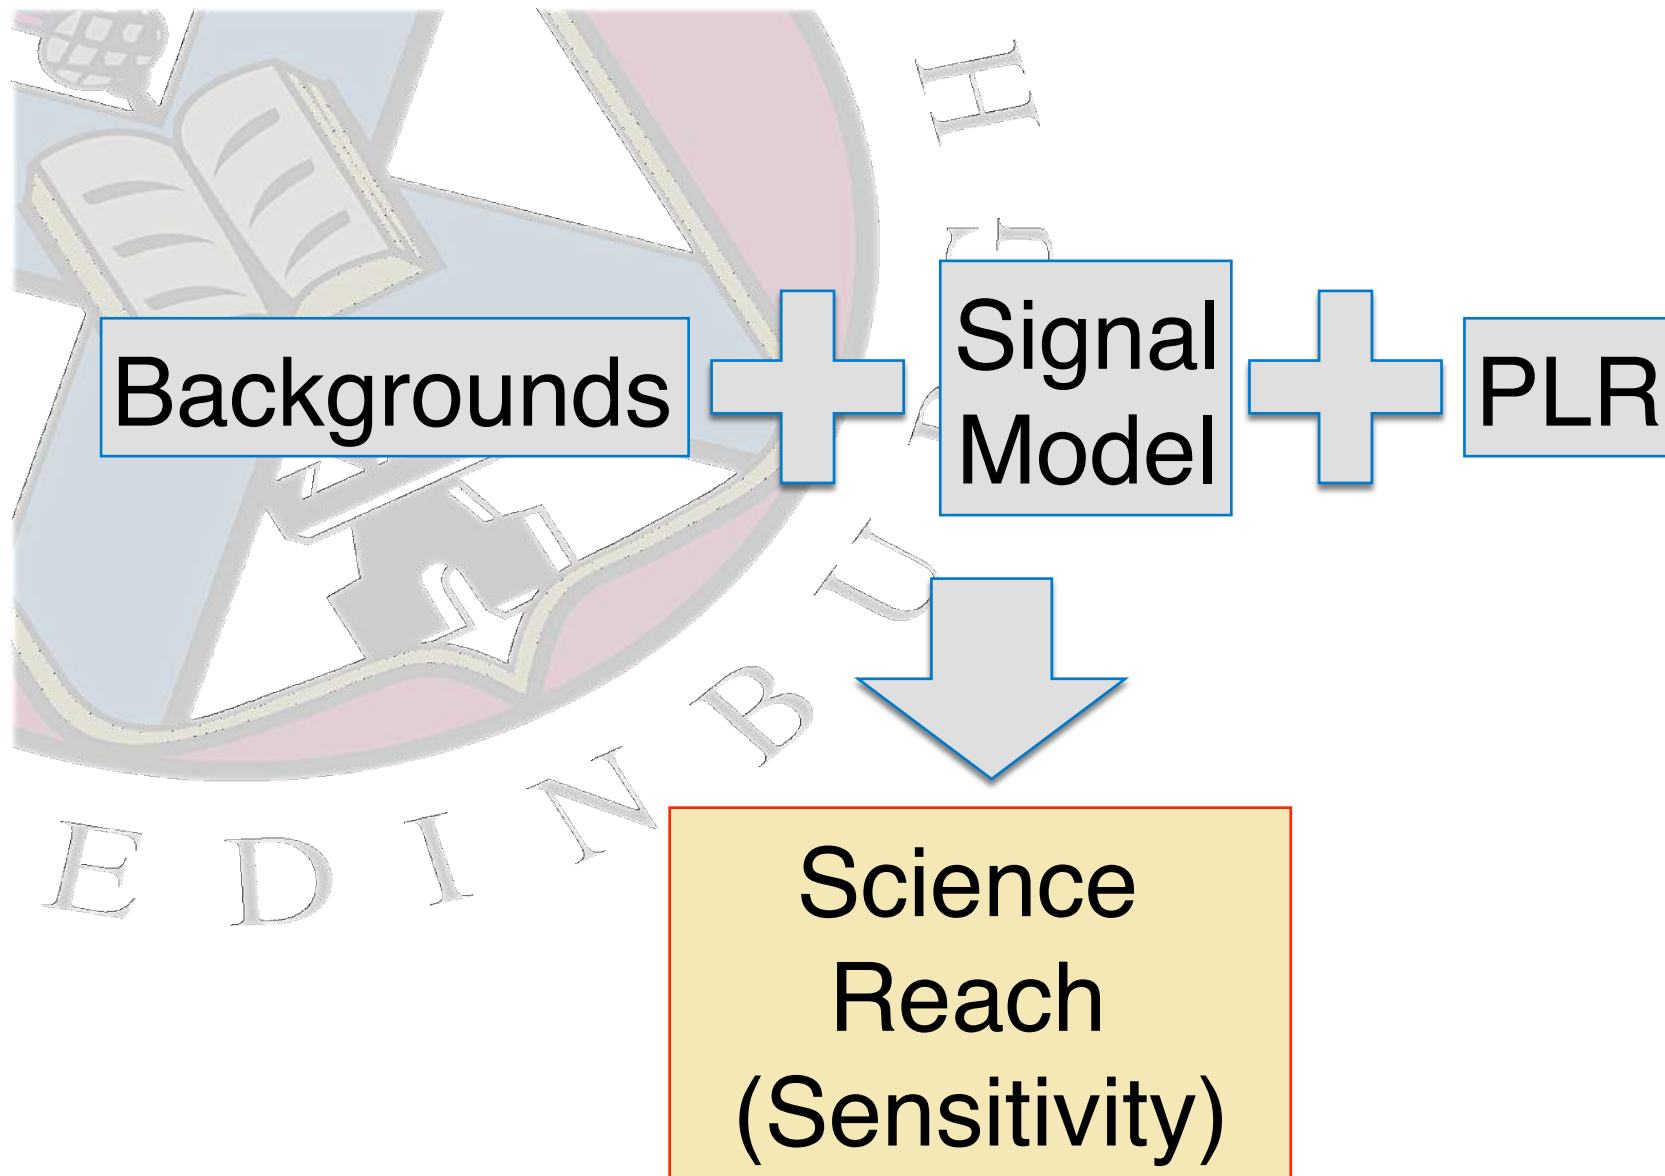 Backgrounds
Signal
Model
PLR
Science
Reach
(Sensitivity)
EDINBURGH